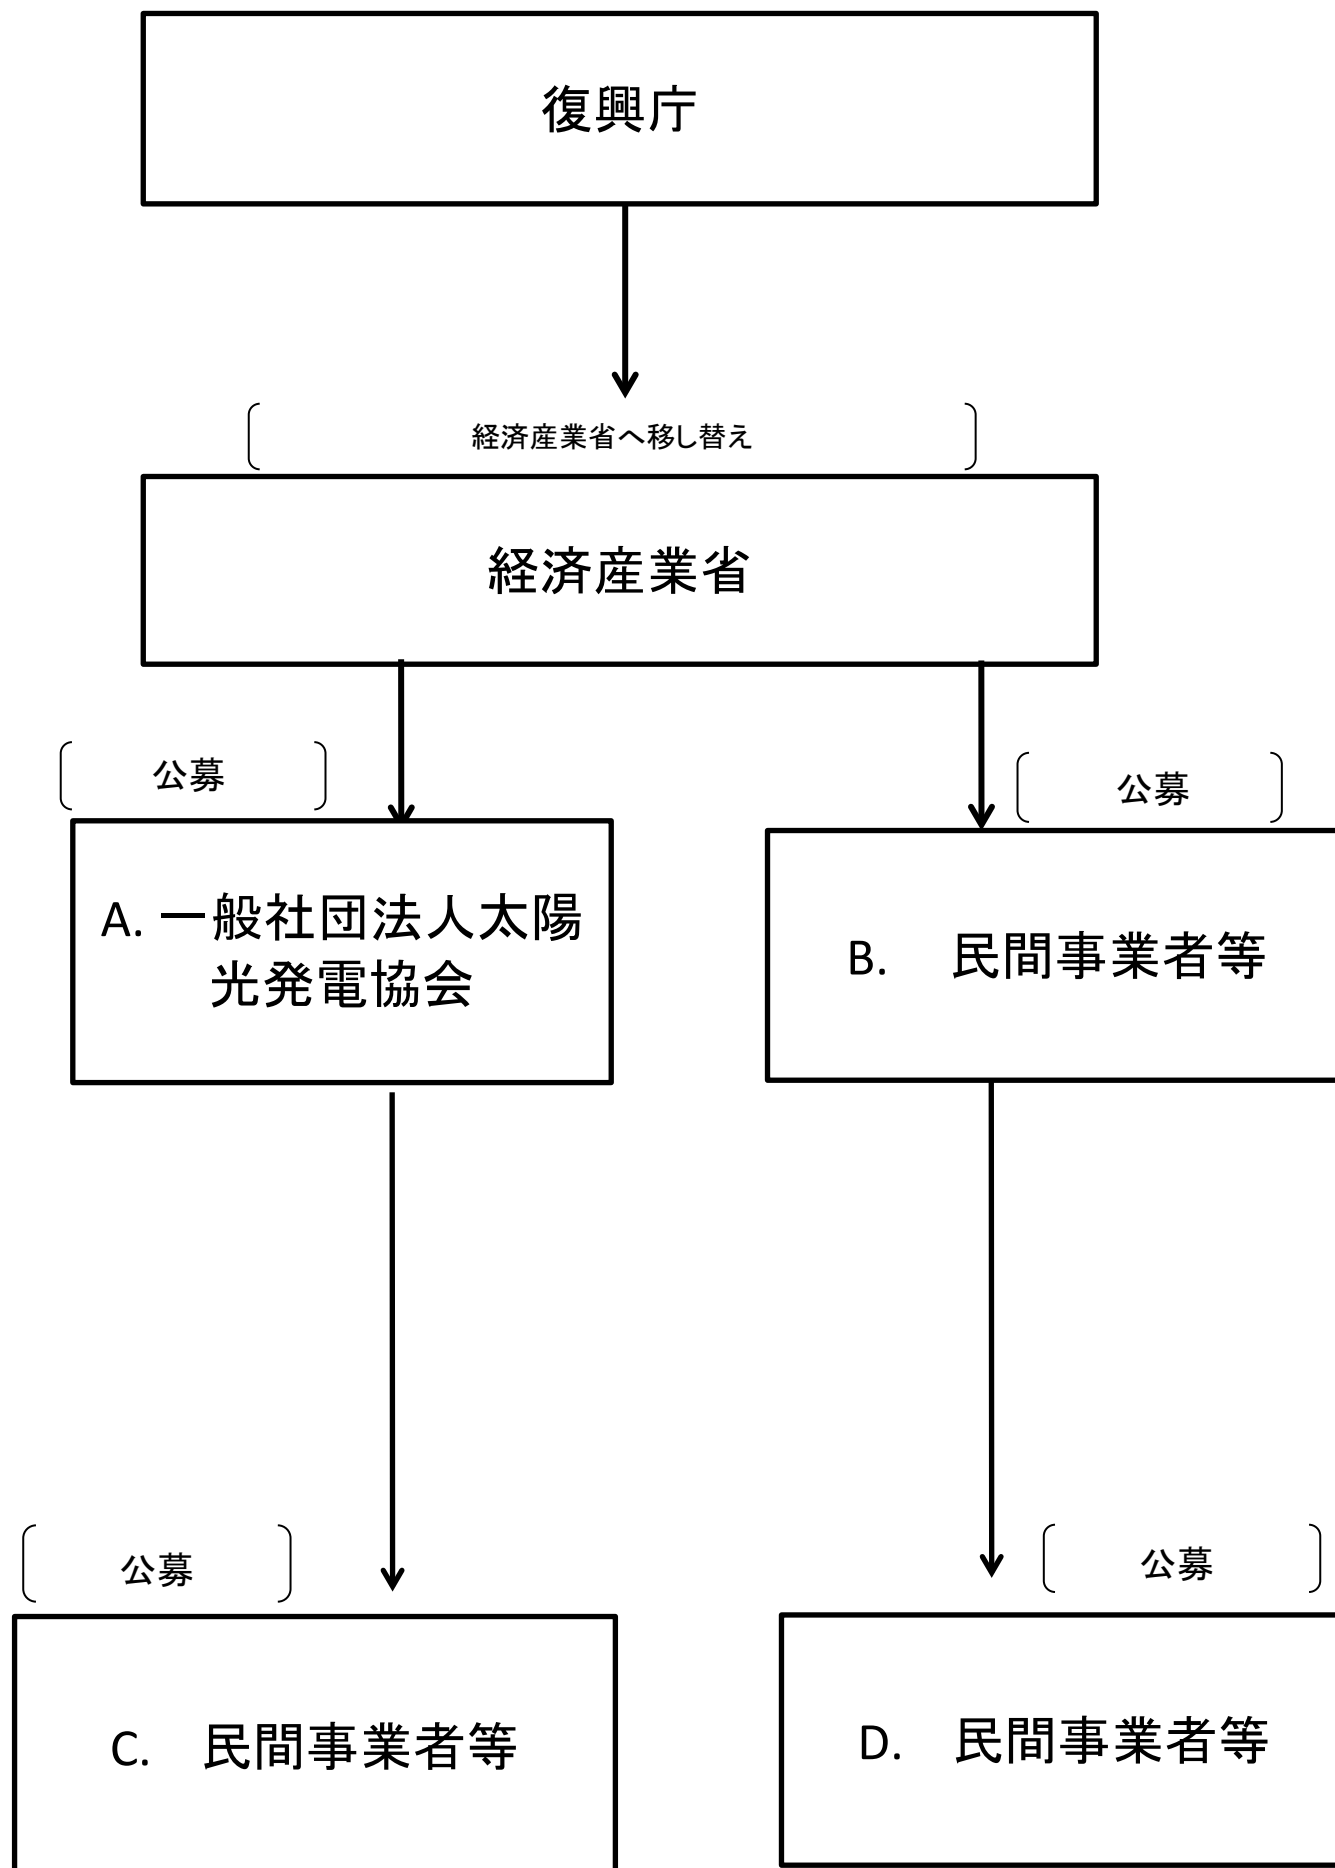 復興庁
経済産業省へ移し替え
経済産業省
公募
公募
A. 一般社団法人太陽
光発電協会
B.　民間事業者等
公募
公募
C.　民間事業者等
D.　民間事業者等